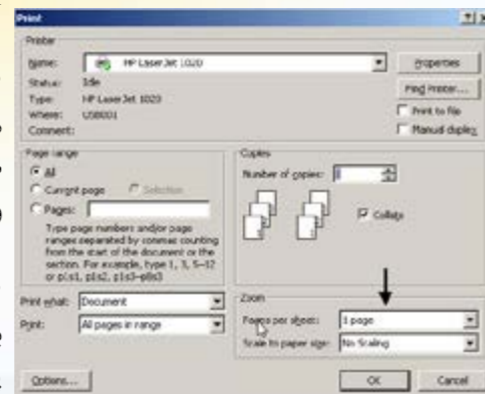 Print
Printer
Name: HP LaserJet 1020 Properties
Status: Idle Find Printer...
Type: HP LaserJet 1020 Print to file
Where: USB001 Manual duplex
Comment:
Page range
All
Current page Selection
Pages:
Type page numbers and/or page
ranges separated by commas counting
from the start of the document or the
section. For example, type 1, 3, 5–12
or p1s1, p1s2, p1s3–p8s3
Copies
Number of copies: 1
Collate
Print what: Document
Print: All pages in range
Zoom
Pages per sheet: 1 page
Scale to paper size: No Scaling
Options... OK Cancel